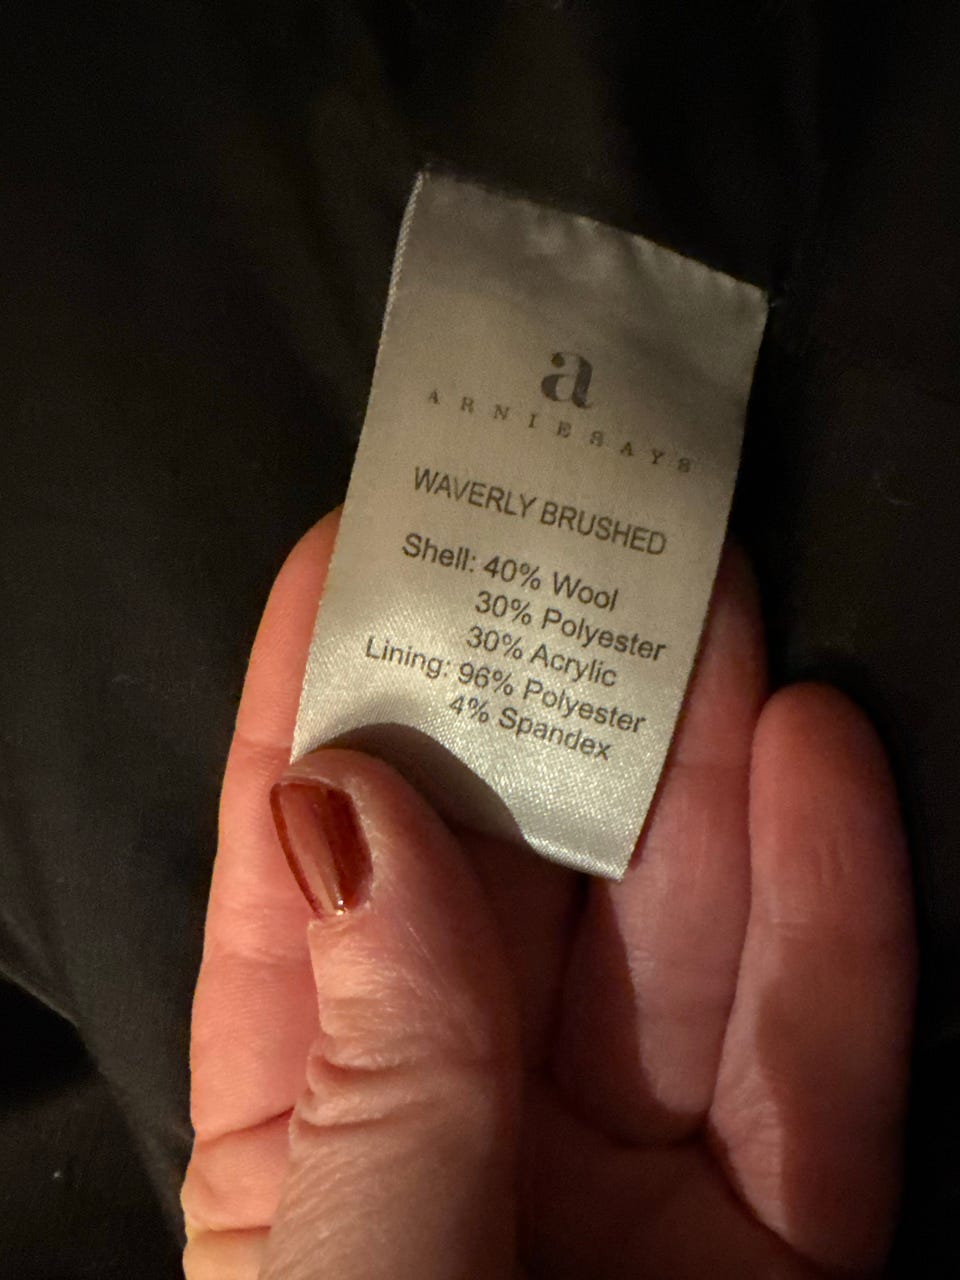 a
ARNIESAYS
WAVERLY BRUSHED
Shell: 40% Wool
30% Polyester
30% Acrylic
Lining: 96% Polyester
4% Spandex